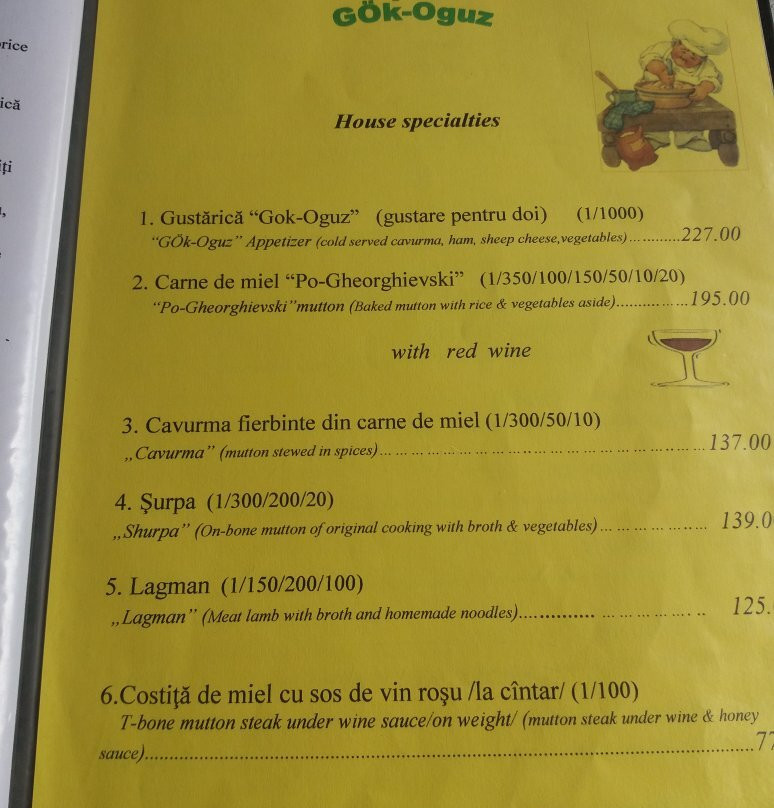 rice
ică
iți
GÖk-Oguz
House specialties
1. Gustărică “Gok-Oguz” (gustare pentru doi) (1/1000)
“GÖk-Oguz” Appetizer (cold served cavurma, ham, sheep cheese,vegetables)..............227.00
2. Carne de miel “Po-Gheorghievski” (1/350/100/150/50/10/20)
“Po-Gheorghievski”mutton (Baked mutton with rice & vegetables aside)..................195.00
with red wine
3. Cavurma fierbinte din carne de miel (1/300/50/10)
„Cavurma” (mutton stewed in spices)... ... ... ... ... ... ... ... ... ... ... ... ... ... ... ...137.00
4. Şurpa (1/300/200/20)
„Shurpa” (On-bone mutton of original cooking with broth & vegetables)... ... ... ... ... ... 139.0
5. Lagman (1/150/200/100)
„Lagman” (Meat lamb with broth and homemade noodles)................ ... ... ... ... ... .. 125.
6.Costiţă de miel cu sos de vin roşu /la cîntar/ (1/100)
T-bone mutton steak under wine sauce/on weight/ (mutton steak under wine & honey
sauce)..........................................................................................................77